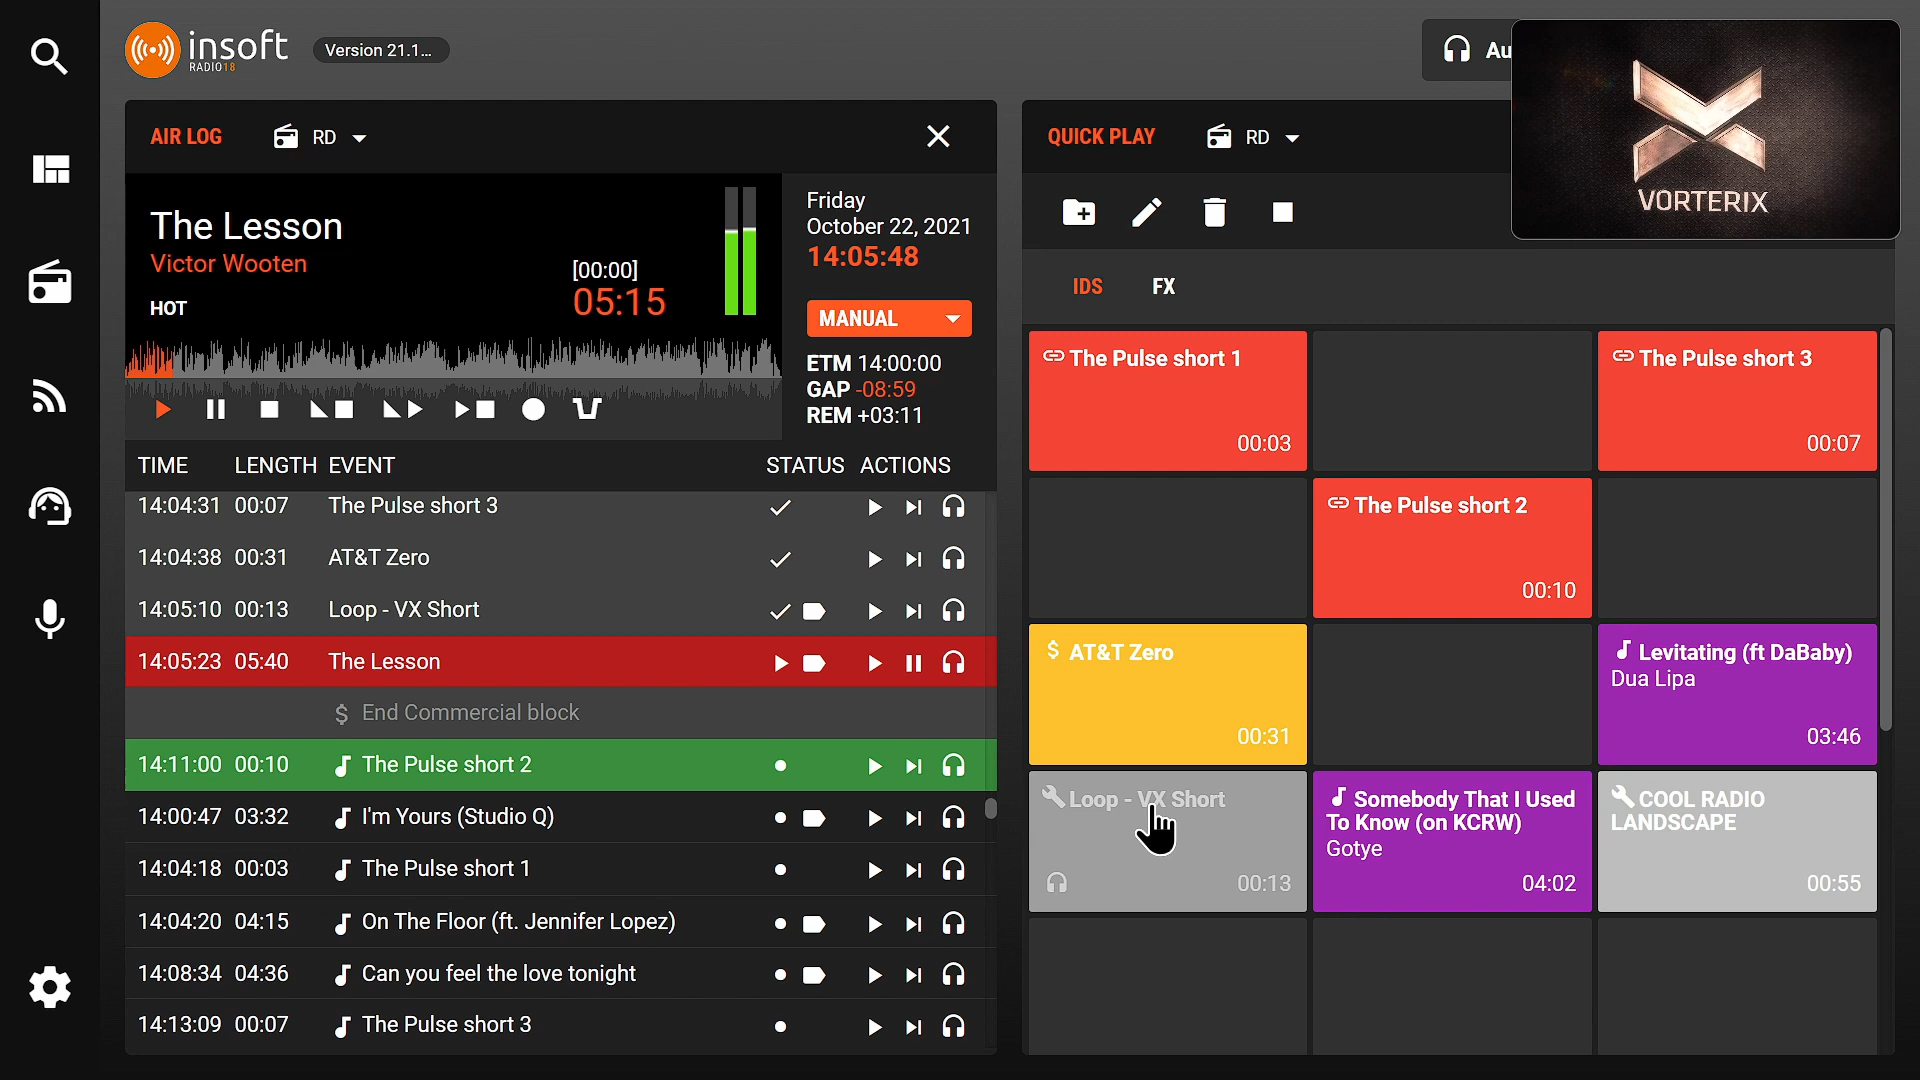 insoft
RADIO18
Version 21.1...
Au
VORTERIX
AIR LOG
RD
The Lesson
Victor Wooten
HOT
[00:00]
05:15
Friday
October 22, 2021
14:05:48
MANUAL
ETM 14:00:00
GAP -08:59
REM +03:11
TIME LENGTH EVENT STATUS ACTIONS
14:04:31 00:07 The Pulse short 3
14:04:38 00:31 AT&T Zero
14:05:10 00:13 Loop - VX Short
14:05:23 05:40 The Lesson
$ End Commercial block
14:11:00 00:10 The Pulse short 2
14:00:47 03:32 I'm Yours (Studio Q)
14:04:18 00:03 The Pulse short 1
14:04:20 04:15 On The Floor (ft. Jennifer Lopez)
14:08:34 04:36 Can you feel the love tonight
14:13:09 00:07 The Pulse short 3
QUICK PLAY
RD
IDS FX
The Pulse short 1
00:03
The Pulse short 3
00:07
The Pulse short 2
00:10
$ AT&T Zero
00:31
Levitating (ft DaBaby)
Dua Lipa
03:46
Loop - VX Short
00:13
Somebody That I Used
To Know (on KCRW)
Gotye
04:02
COOL RADIO
LANDSCAPE
00:55